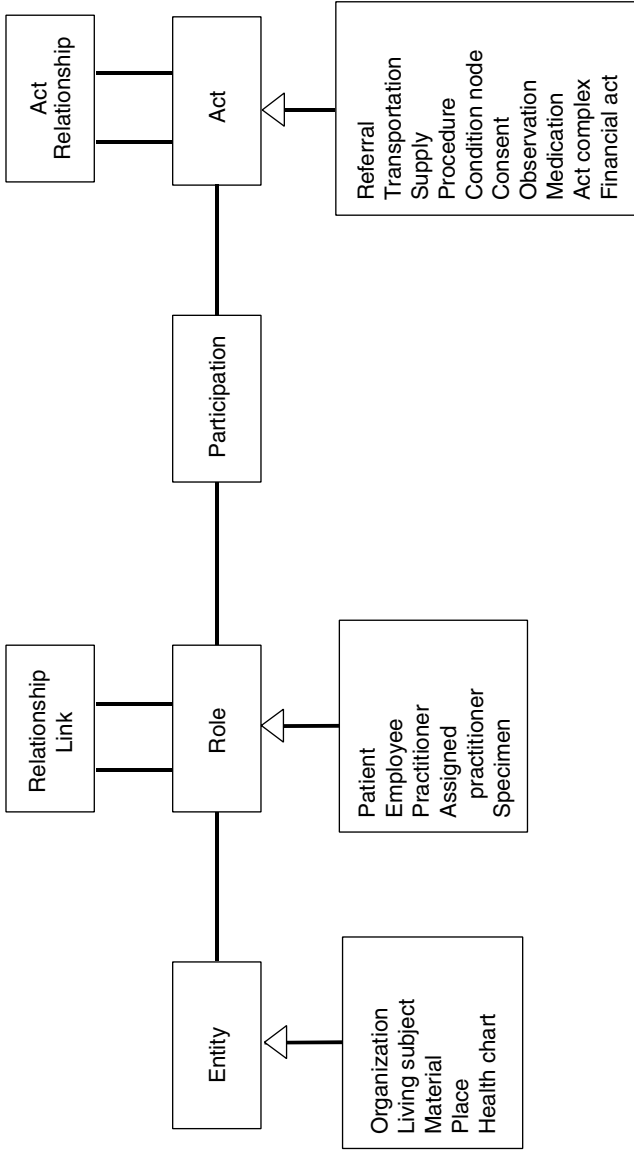 Relationship
Link
Act
Relationship
Entity
Role
Participation
Act
Organization
Living subject
Material
Place
Health chart
Patient
Employee
Practitioner
Assigned
practitioner
Specimen
Referral
Transportation
Supply
Procedure
Condition node
Consent
Observation
Medication
Act complex
Financial act